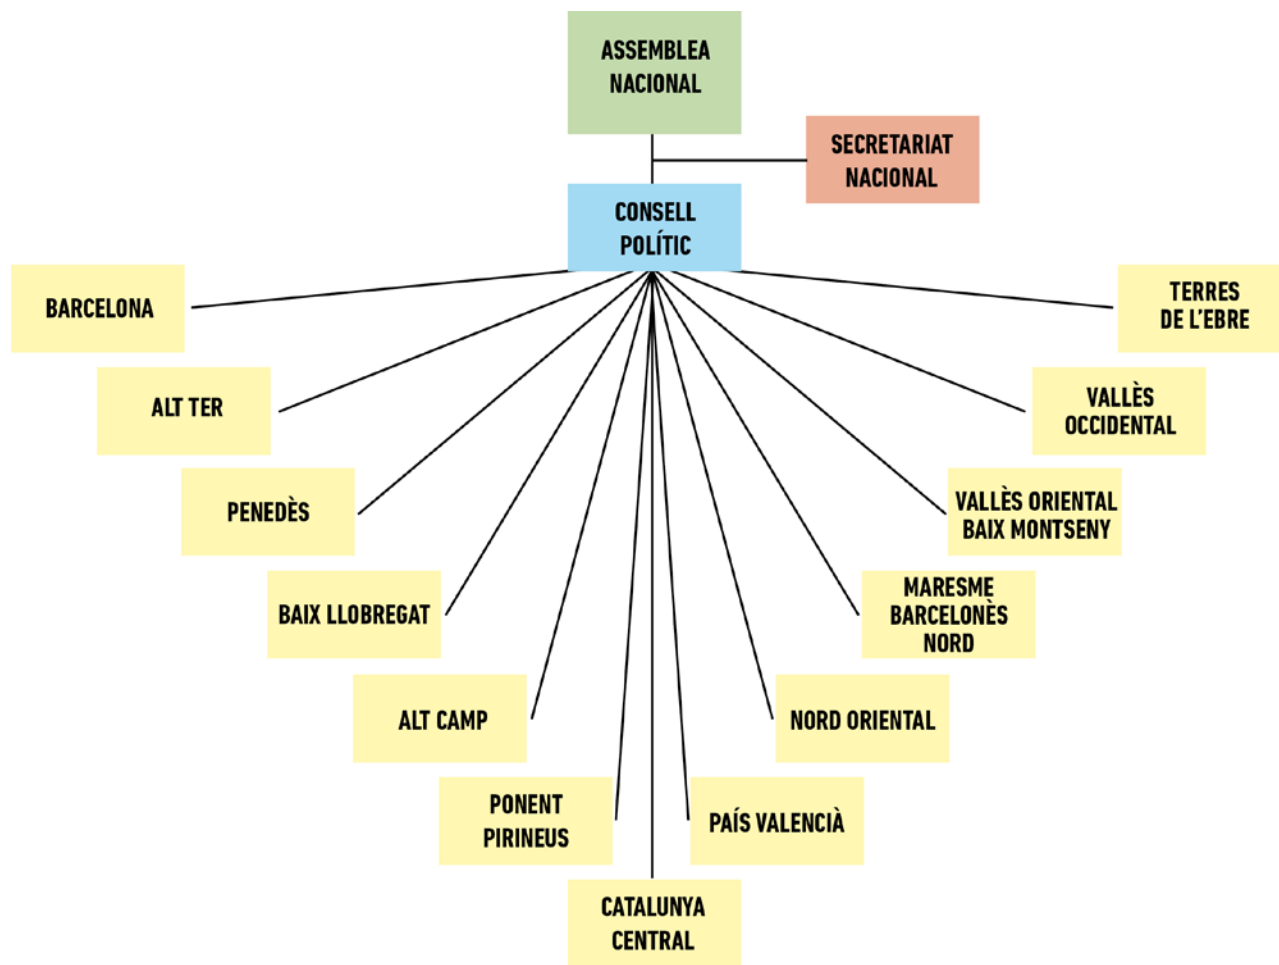 ASSEMBLEA
NACIONAL
SECRETARIAT
NACIONAL
CONSELL
POLÍTIC
BARCELONA
ALT TER
PENEDÈS
BAIX LLOBREGAT
ALT CAMP
PONENT
PIRINEUS
CATALUNYA
CENTRAL
PAÍS VALENCIÀ
NORD ORIENTAL
MARESME
BARCELONÈS
NORD
VALLÈS ORIENTAL
BAIX MONTSENY
VALLÈS
OCCIDENTAL
TERRES
DE L'EBRE